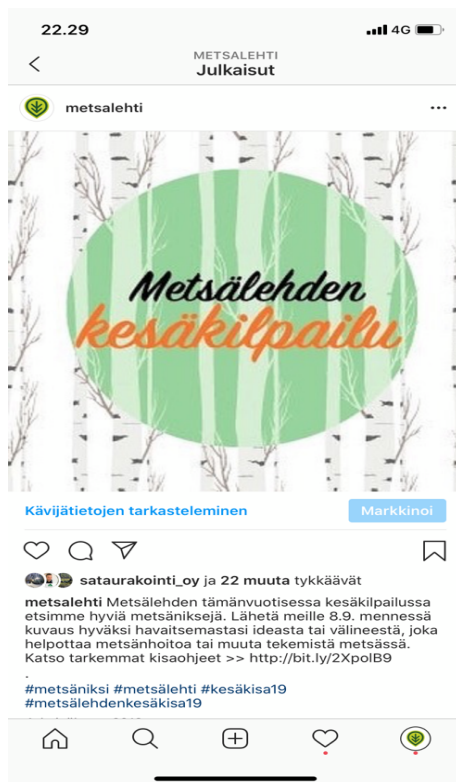 22.29
4G
METSALEHTI
Julkaisut
metsalehti
Metsälehden
kesäkilpailu
Kävijätietojen tarkasteleminen
Markkinoi
sataurakointi_oy ja 22 muuta tykkäävät
metsalehti Metsälehden tämänvuotisessa kesäkilpailussa
etsimme hyviä metsäniksejä. Lähetä meille 8.9. mennessä
kuvaus hyväksi havaitsemastasi ideasta tai välineestä, joka
helpottaa metsänhoitoa tai muuta tekemistä metsässä.
Katso tarkemmat kisaohjeet >> http://bit.ly/2XpolB9
.
#metsäniksi #metsälehti #kesäkisa19
#metsälehdenkesäkisa19